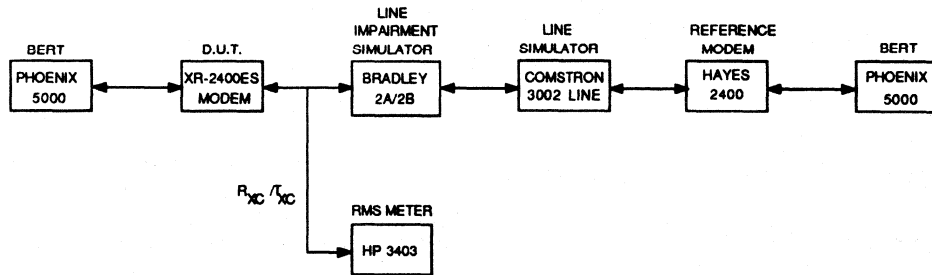 BERT
PHOENIX
5000
D.U.T.
XR-2400ES
MODEM
LINE
IMPAIRMENT
SIMULATOR
BRADLEY
2A/2B
LINE
SIMULATOR
COMSTRON
3002 LINE
REFERENCE
MODEM
HAYES
2400
BERT
PHOENIX
5000
RXC/TXC
RMS METER
HP 3403